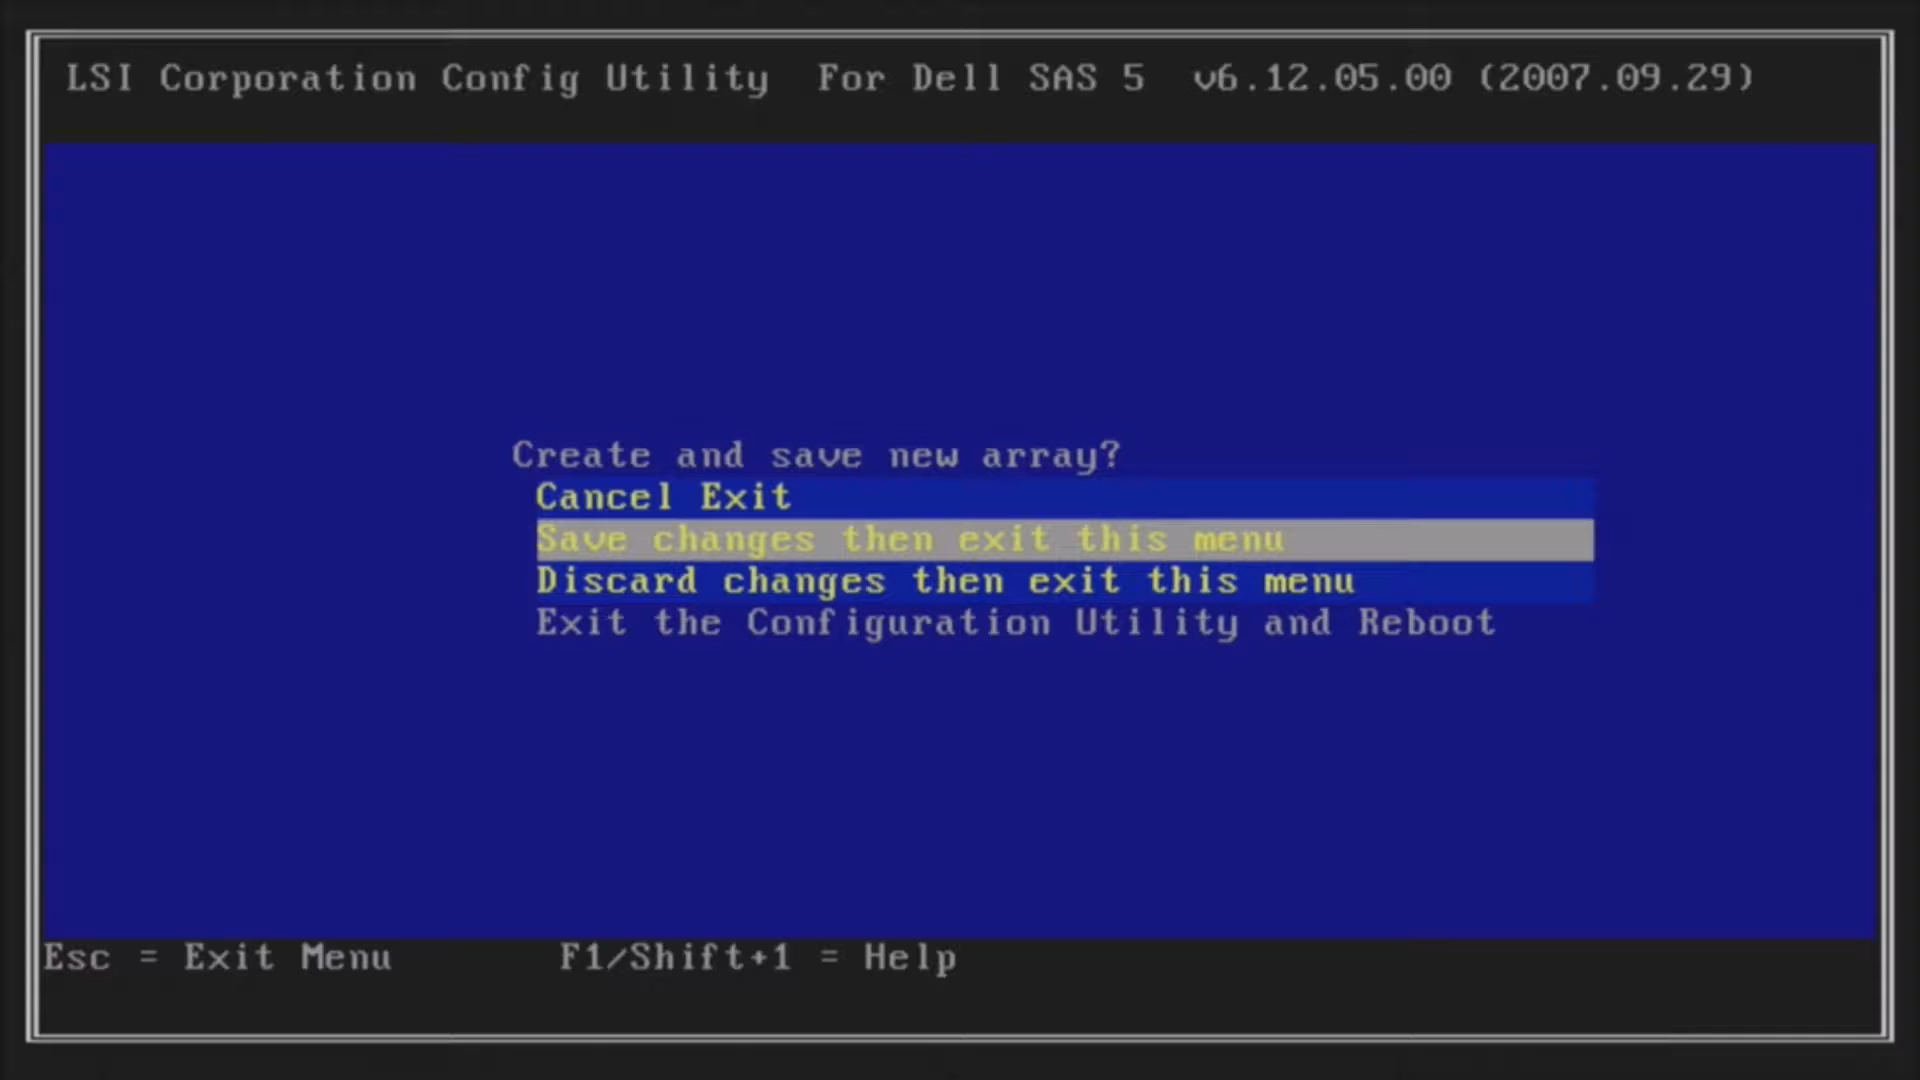 LSI Corporation Config Utility For Dell SAS 5 v6.12.05.00 (2007.09.29)
Create and save new array?
Cancel Exit
Save changes then exit this menu
Discard changes then exit this menu
Exit the Configuration Utility and Reboot
Esc = Exit Menu F1/Shift+1 = Help